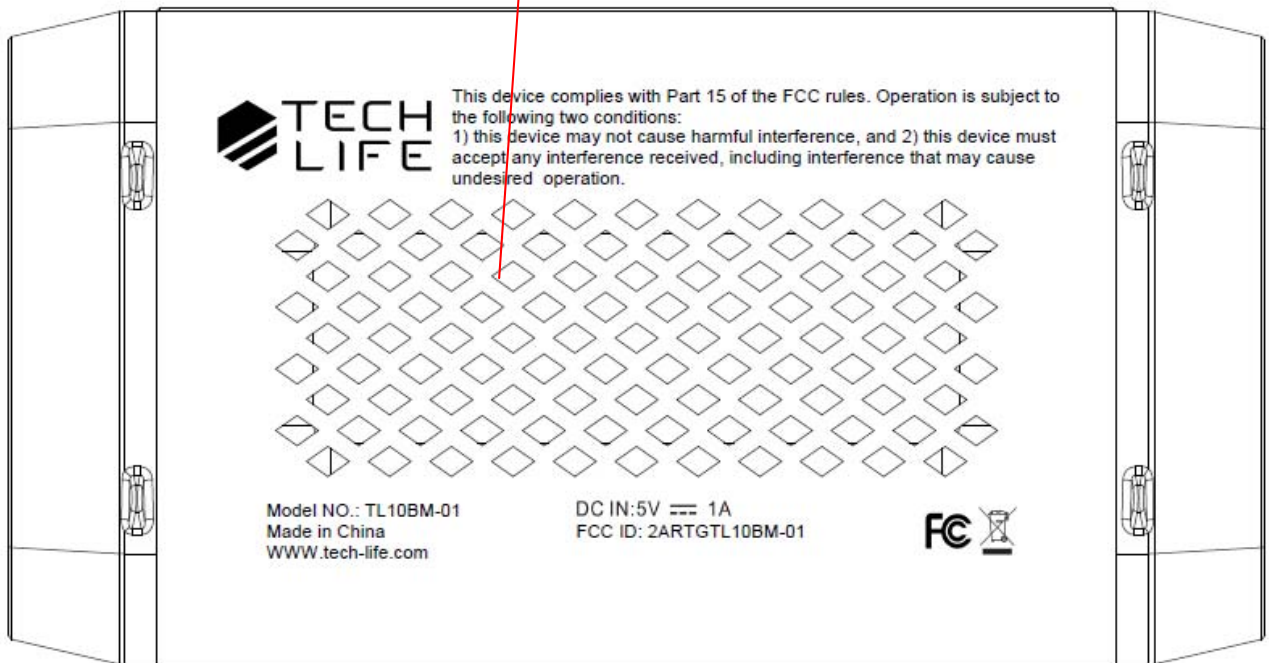 TECH
LIFE
This device complies with Part 15 of the FCC rules. Operation is subject to
the following two conditions:
1) this device may not cause harmful interference, and 2) this device must
accept any interference received, including interference that may cause
undesired operation.
Model NO.: TL10BM-01
Made in China
WWW.tech-life.com
DC IN:5V ⎓ 1A
FCC ID: 2ARTGTL10BM-01
FC